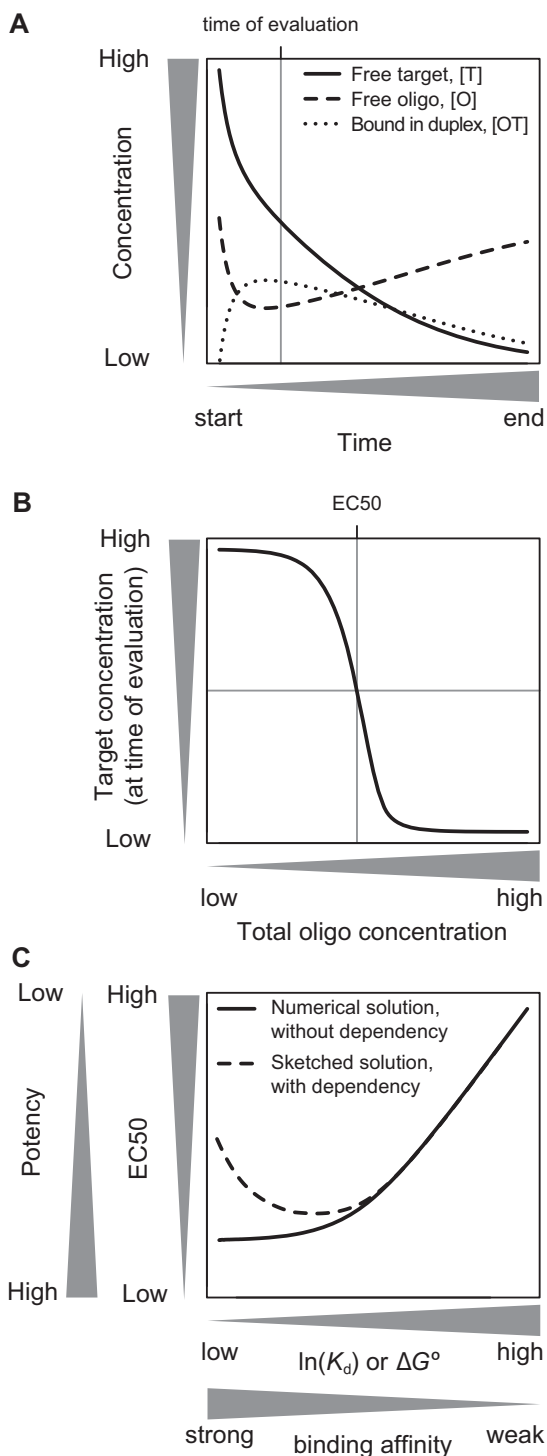 A
time of evaluation
High
Free target, [T]
Free oligo, [O]
Bound in duplex, [OT]
Concentration
Low
start
end
Time
B
EC50
High
Target concentration
(at time of evaluation)
Low
low
high
Total oligo concentration
C
Low
High
Numerical solution,
without dependency
Sketched solution,
with dependency
Potency
EC50
High
Low
low
ln(Kd) or ΔGº
high
strong
binding affinity
weak